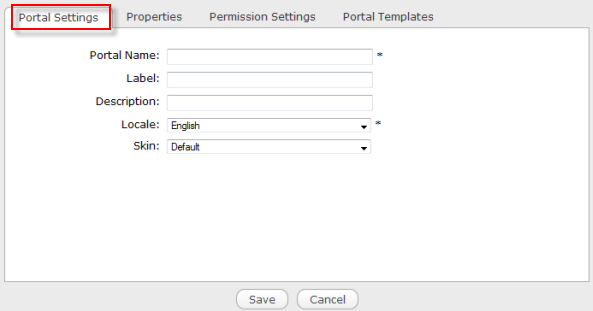 Portal Settings Properties Permission Settings Portal Templates
Portal Name: *
Label:
Description:
Locale: English *
Skin: Default
Save Cancel